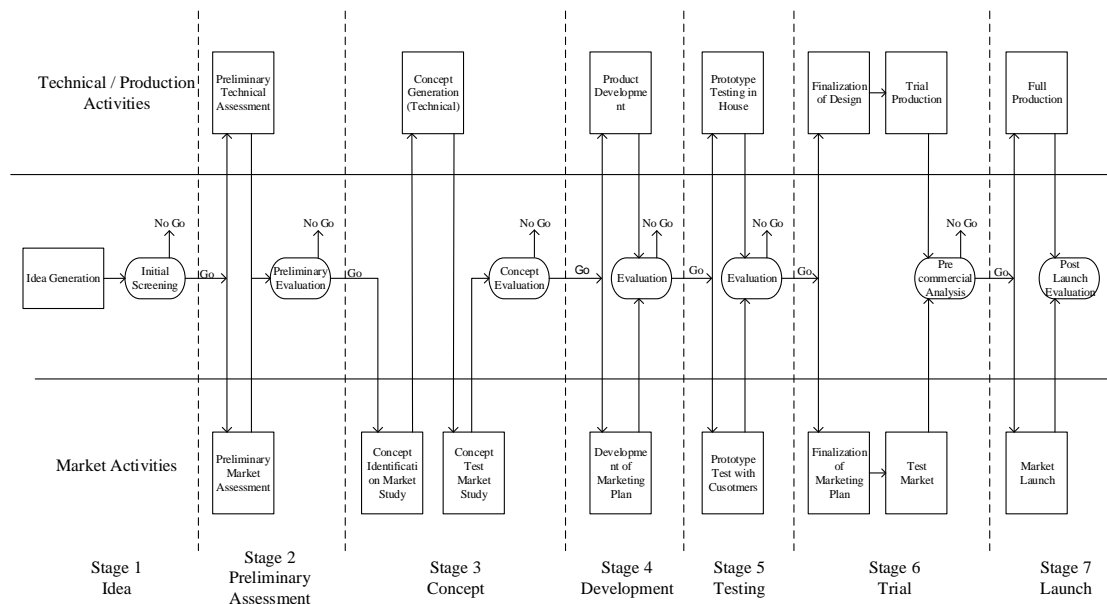 Technical / Production
Activities
Preliminary
Technical
Assessment
Concept
Generation
(Technical)
Product
Developme
nt
Prototype
Testing in
House
Finalization
of Design
Trial
Production
Full
Production
No Go
No Go
No Go
No Go
No Go
No Go
Idea Generation
Initial
Screening
Go
Preliminary
Evaluation
Go
Concept
Evaluation
Go
Evaluation
Go
Evaluation
Go
Pre
commercial
Analysis
Go
Post
Launch
Evaluation
Market Activities
Preliminary
Market
Assessment
Concept
Identificati
on Market
Study
Concept
Test
Market
Study
Development
of Marketing
Plan
Prototype
Test with
Cusotmers
Finalization
of
Marketing
Plan
Test
Market
Market
Launch
Stage 1
Idea
Stage 2
Preliminary
Assessment
Stage 3
Concept
Stage 4
Development
Stage 5
Testing
Stage 6
Trial
Stage 7
Launch